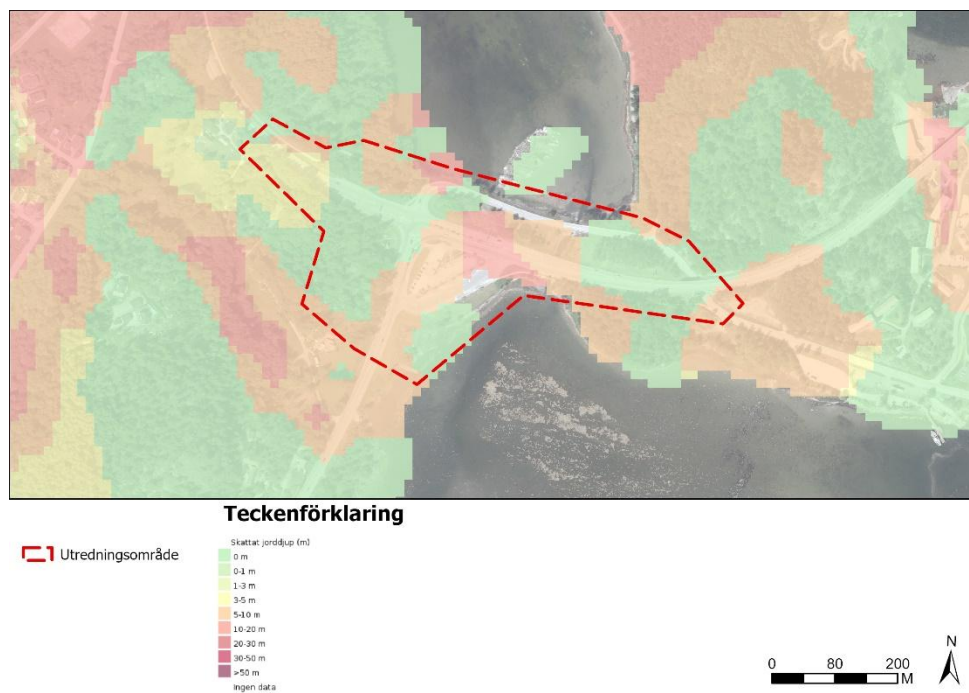 Teckenförklaring
Utredningsområde
Skattat jorddjup (m)
0 m
0-1 m
1-3 m
3-5 m
5-10 m
10-20 m
20-30 m
30-50 m
>50 m
Ingen data
0 80 200
M
N